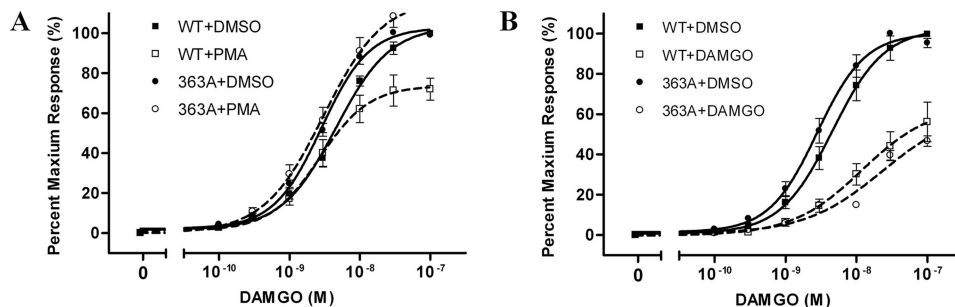 A
Percent Maxium Response (%)
100
80
60
40
20
0
WT+DMSO
WT+PMA
363A+DMSO
363A+PMA
0
10-10
10-9
10-8
10-7
DAMGO (M)
B
Percent Maxium Response (%)
100
80
60
40
20
0
WT+DMSO
WT+DAMGO
363A+DMSO
363A+DAMGO
0
10-10
10-9
10-8
10-7
DAMGO (M)